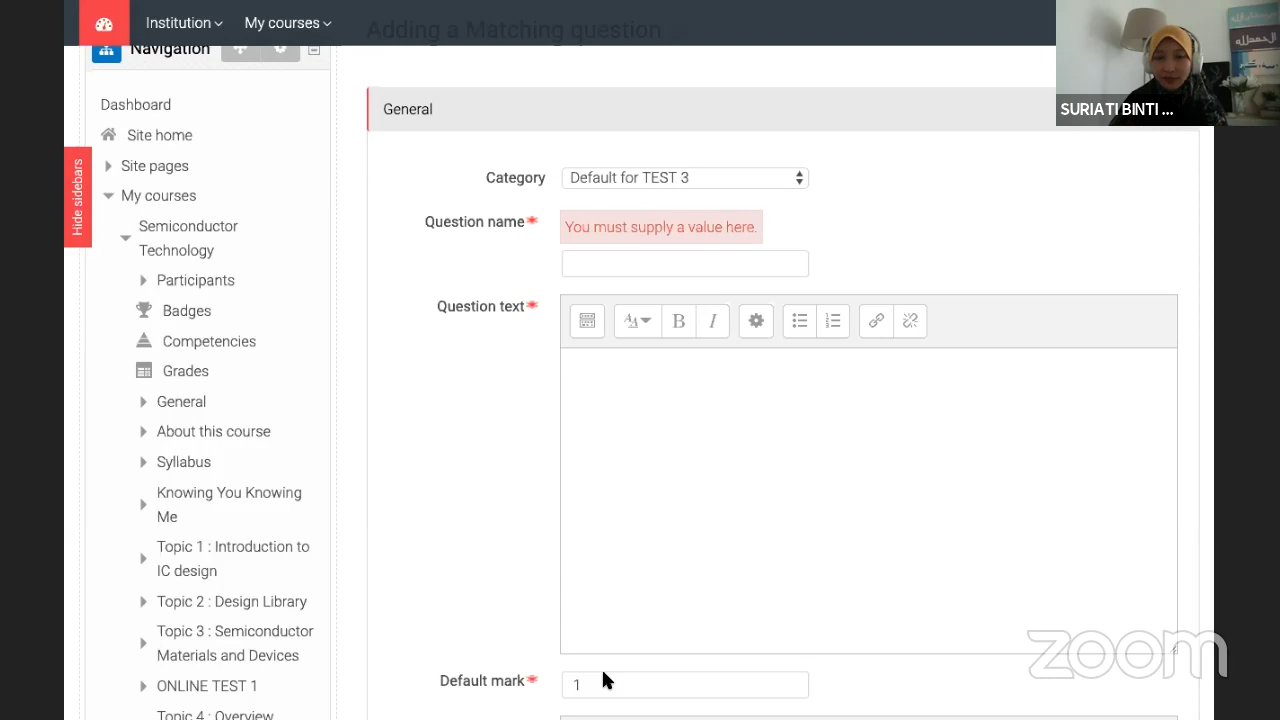 Institution
My courses
Adding a Matching question
SURIATI BINTI ...
Hide sidebars
Navigation
Dashboard
Site home
Site pages
My courses
Semiconductor
Technology
Participants
Badges
Competencies
Grades
General
About this course
Syllabus
Knowing You Knowing
Me
Topic 1 : Introduction to
IC design
Topic 2 : Design Library
Topic 3 : Semiconductor
Materials and Devices
ONLINE TEST 1
Topic 4 : Overview
General
Category
Default for TEST 3
Question name
You must supply a value here.
Question text
B
I
Default mark
1
zoom